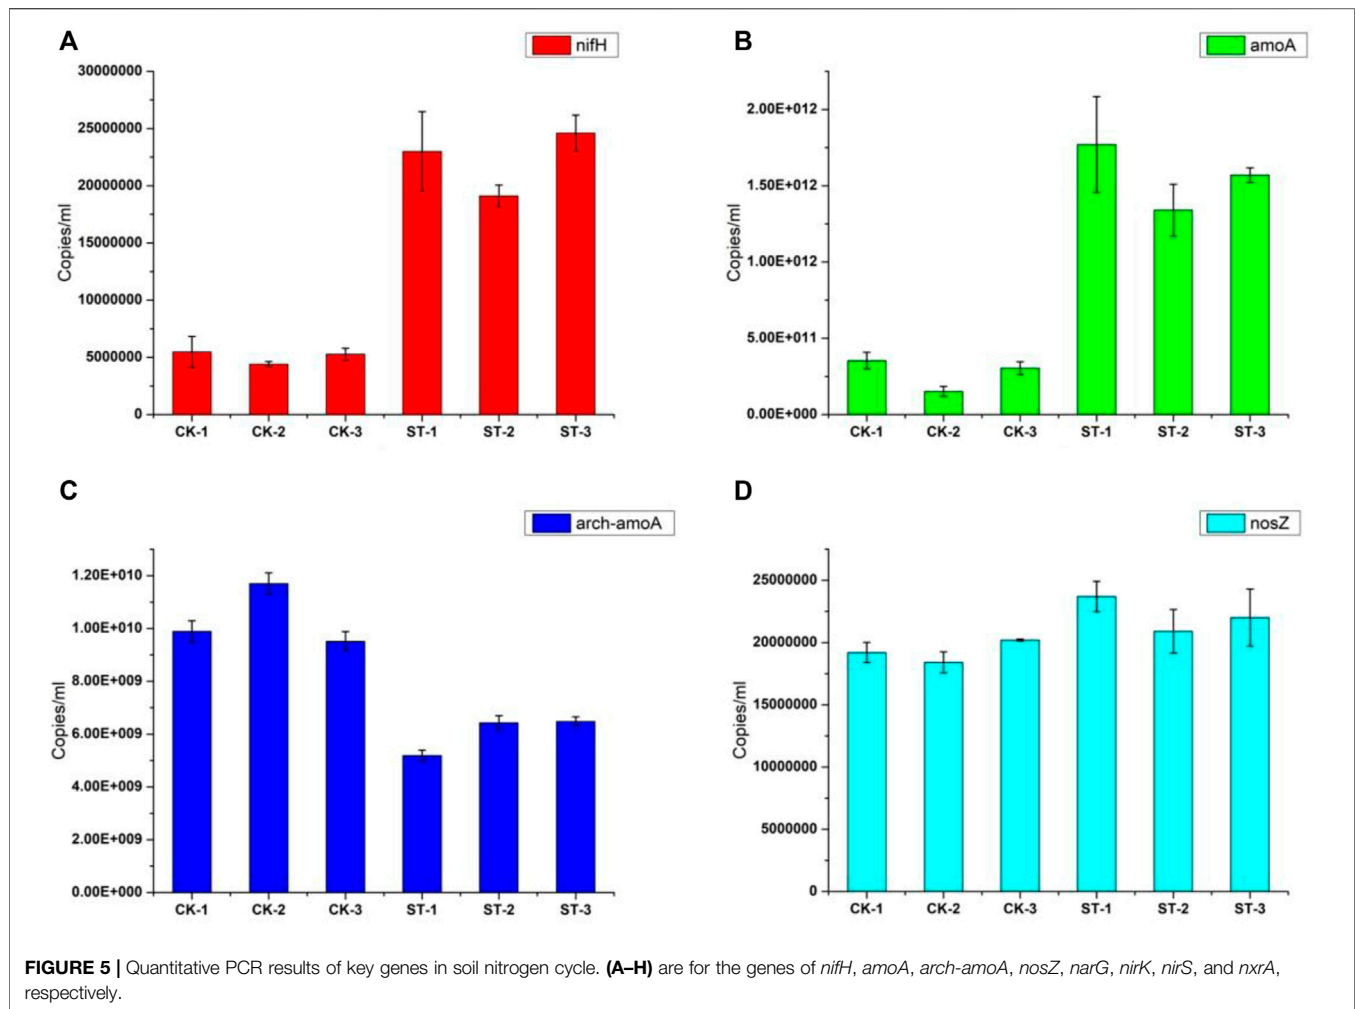 A
nifH
30000000
25000000
20000000
15000000
10000000
5000000
0
Copies/ml
CK-1 CK-2 CK-3 ST-1 ST-2 ST-3
B
amoA
2.00E+012
1.50E+012
1.00E+012
5.00E+011
0.00E+000
Copies/ml
CK-1 CK-2 CK-3 ST-1 ST-2 ST-3
C
arch-amoA
1.20E+010
1.00E+010
8.00E+009
6.00E+009
4.00E+009
2.00E+009
0.00E+000
Copies/ml
CK-1 CK-2 CK-3 ST-1 ST-2 ST-3
D
nosZ
25000000
20000000
15000000
10000000
5000000
0
Copies/ml
CK-1 CK-2 CK-3 ST-1 ST-2 ST-3
FIGURE 5 | Quantitative PCR results of key genes in soil nitrogen cycle. (A–H) are for the genes of nifH, amoA, arch-amoA, nosZ, narG, nirK, nirS, and nxrA,
respectively.